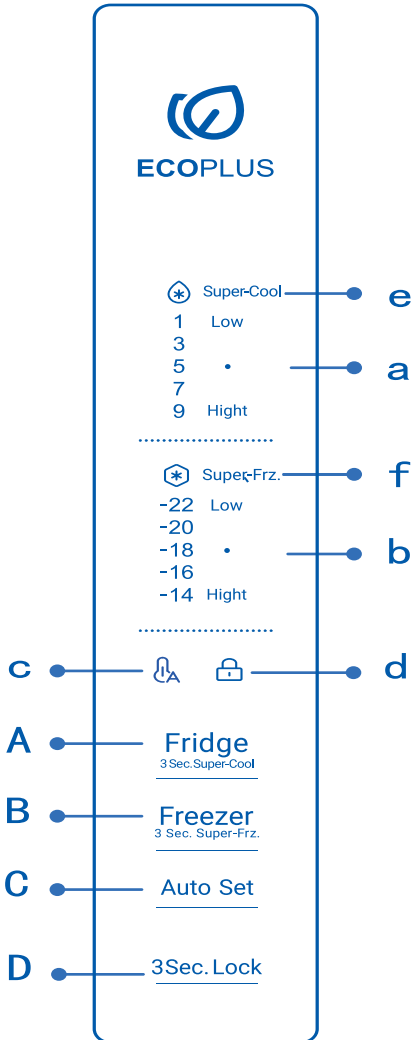 ECOPLUS
Super-Cool e
1 Low
3
5 • a
7
9 Hight
Super-Frz. f
-22 Low
-20
-18 • b
-16
-14 Hight
c A d
A Fridge
3 Sec. Super-Cool
B Freezer
3 Sec. Super-Frz.
C Auto Set
D 3Sec. Lock